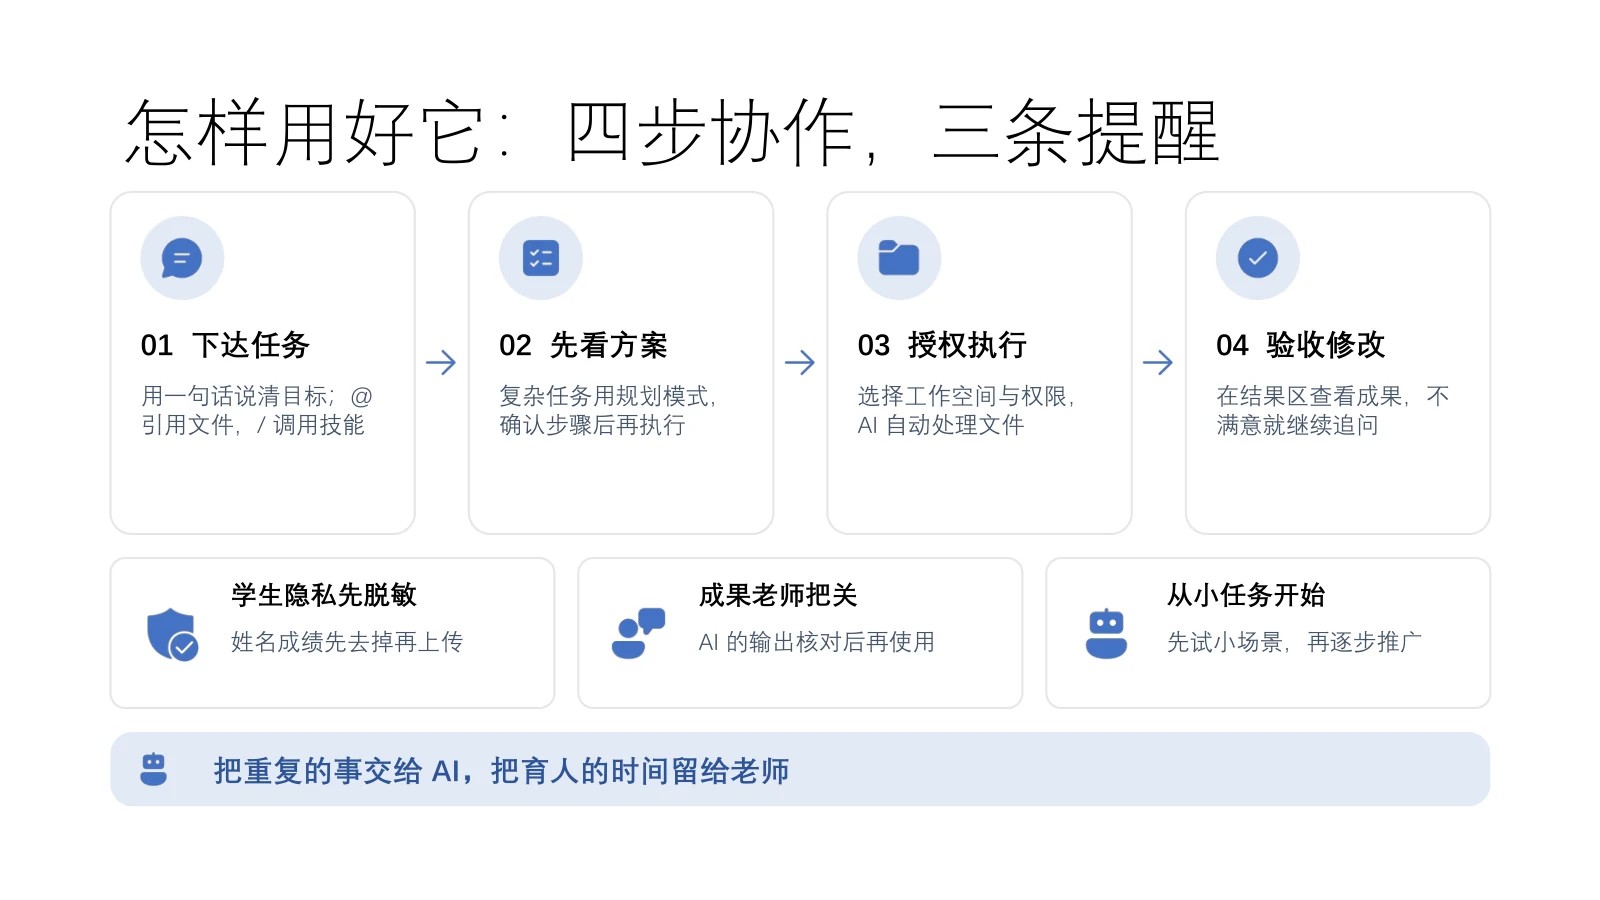 怎样用好它：四步协作，三条提醒
01 下达任务
用一句话说清目标；@
引用文件，/ 调用技能
02 先看方案
复杂任务用规划模式，
确认步骤后再执行
03 授权执行
选择工作空间与权限，
AI 自动处理文件
04 验收修改
在结果区查看成果，不
满意就继续追问
学生隐私先脱敏
姓名成绩先去掉再上传
成果老师把关
AI 的输出核对后再使用
从小任务开始
先试小场景，再逐步推广
把重复的事交给 AI，把育人的时间留给老师